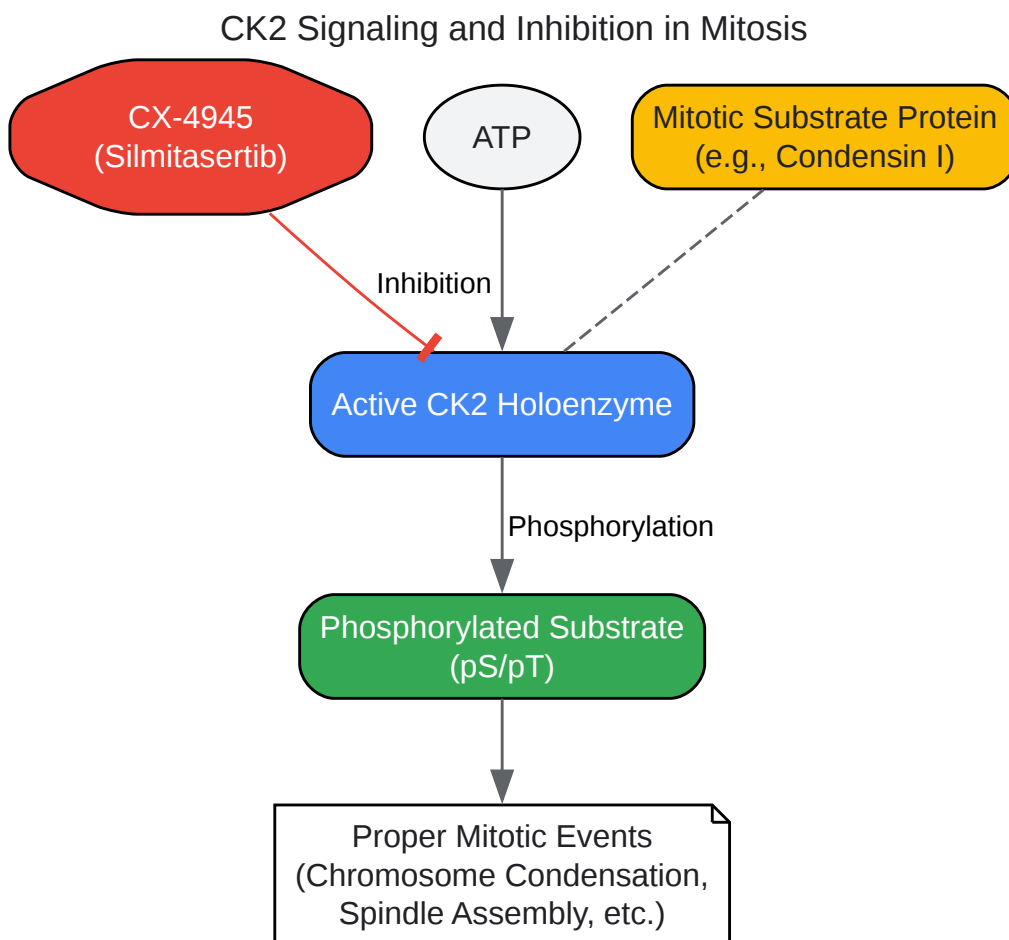 CK2 Signaling and Inhibition in Mitosis
CX-4945
(Silmitasertib)
ATP
Mitotic Substrate Protein
(e.g., Condensin I)
Inhibition
Active CK2 Holoenzyme
Phosphorylation
Phosphorylated Substrate
(pS/pT)
Proper Mitotic Events
(Chromosome Condensation,
Spindle Assembly, etc.)